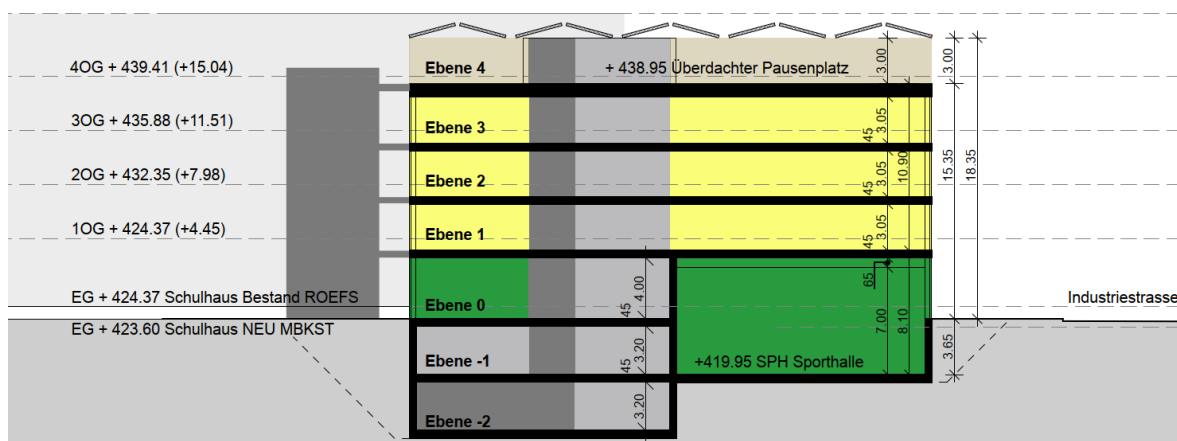 4OG + 439.41 (+15.04)
Ebene 4
+ 438.95 Überdachter Pausenplatz
3.00
3.00
3OG + 435.88 (+11.51)
Ebene 3
45
3.05
2OG + 432.35 (+7.98)
Ebene 2
45
3.05
10.90
15.35
18.35
1OG + 424.37 (+4.45)
Ebene 1
45
3.05
65
EG + 424.37 Schulhaus Bestand ROEFS
Ebene 0
45
4.00
7.00
8.10
Industriestrasse
EG + 423.60 Schulhaus NEU MBKST
Ebene -1
45
3.20
+419.95 SPH Sporthalle
3.65
Ebene -2
3.20